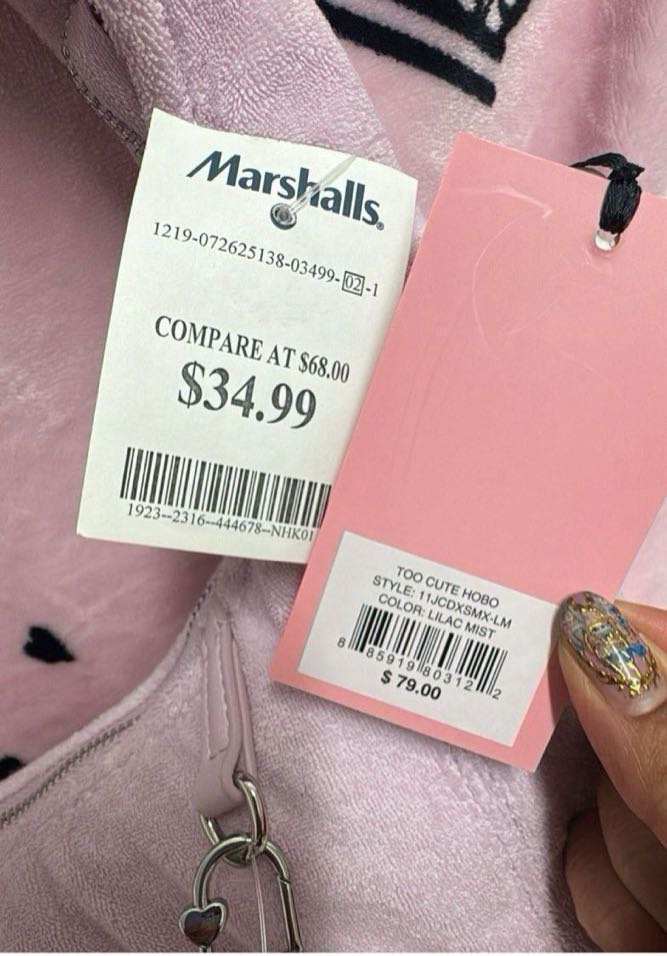 Marshalls®
1219-072625138-03499-02-1
COMPARE AT $68.00
$34.99
1923--2316--444678--NHK01
TOO CUTE HOBO
STYLE: 11JCDXSMX-LM
COLOR: LILAC MIST
8 85919 80312 2
$ 79.00